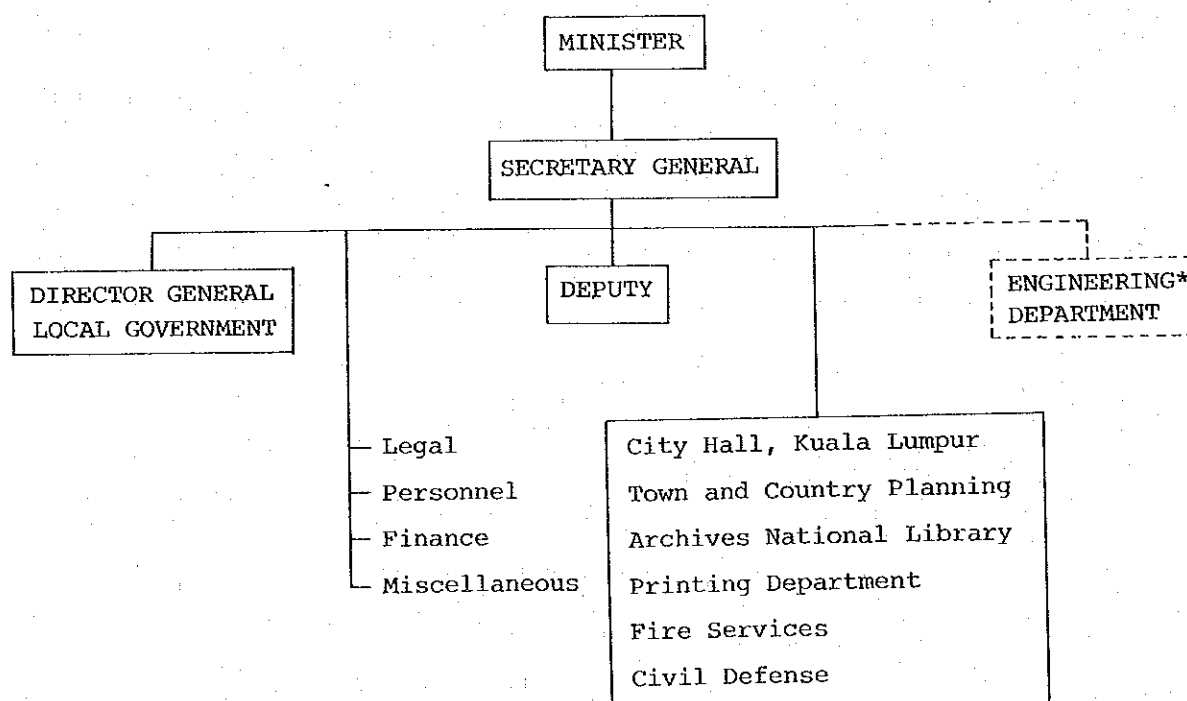 MINISTER
SECRETARY GENERAL
DIRECTOR GENERAL
LOCAL GOVERNMENT
DEPUTY
ENGINEERING*
DEPARTMENT
Legal
Personnel
Finance
Miscellaneous
City Hall, Kuala Lumpur
Town and Country Planning
Archives National Library
Printing Department
Fire Services
Civil Defense